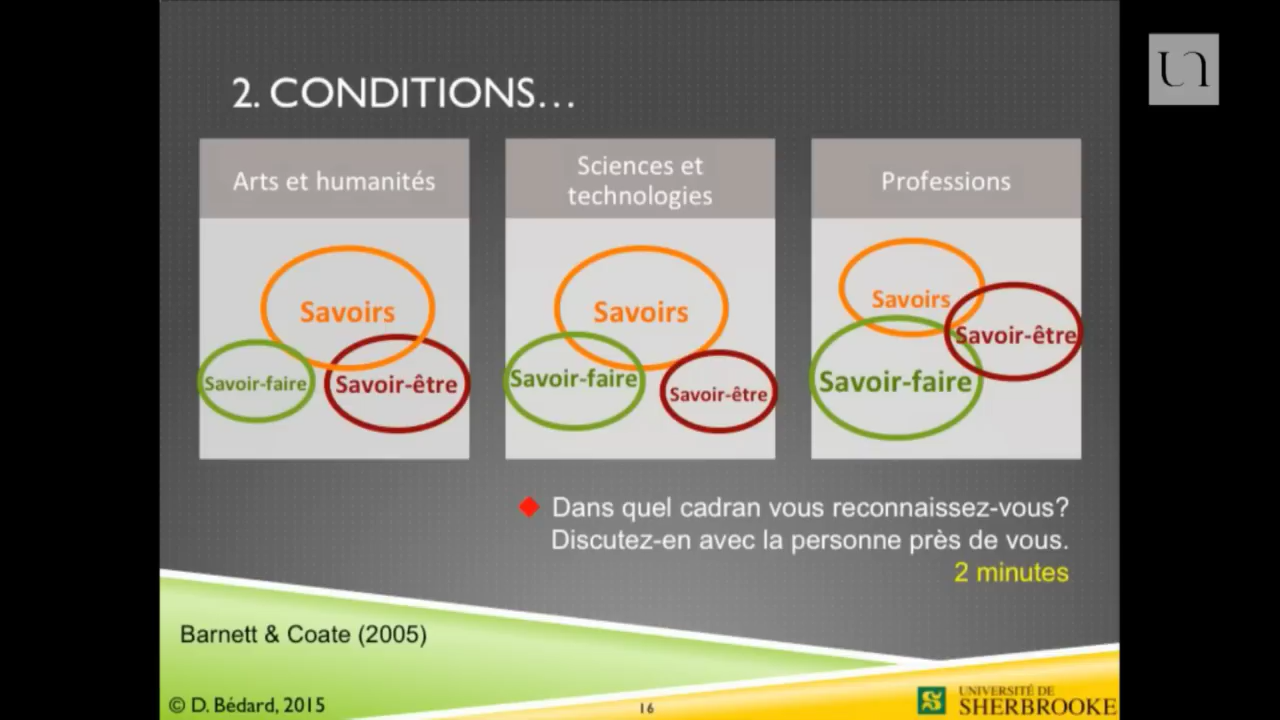 2. CONDITIONS…
Arts et humanités
Savoirs
Savoir-faire
Savoir-être
Sciences et
technologies
Savoirs
Savoir-faire
Savoir-être
Professions
Savoirs
Savoir-être
Savoir-faire
Dans quel cadran vous reconnaissez-vous?
Discutez-en avec la personne près de vous.
2 minutes
Barnett & Coate (2005)
© D. Bédard, 2015
16
UNIVERSITÉ DE
SHERBROOKE